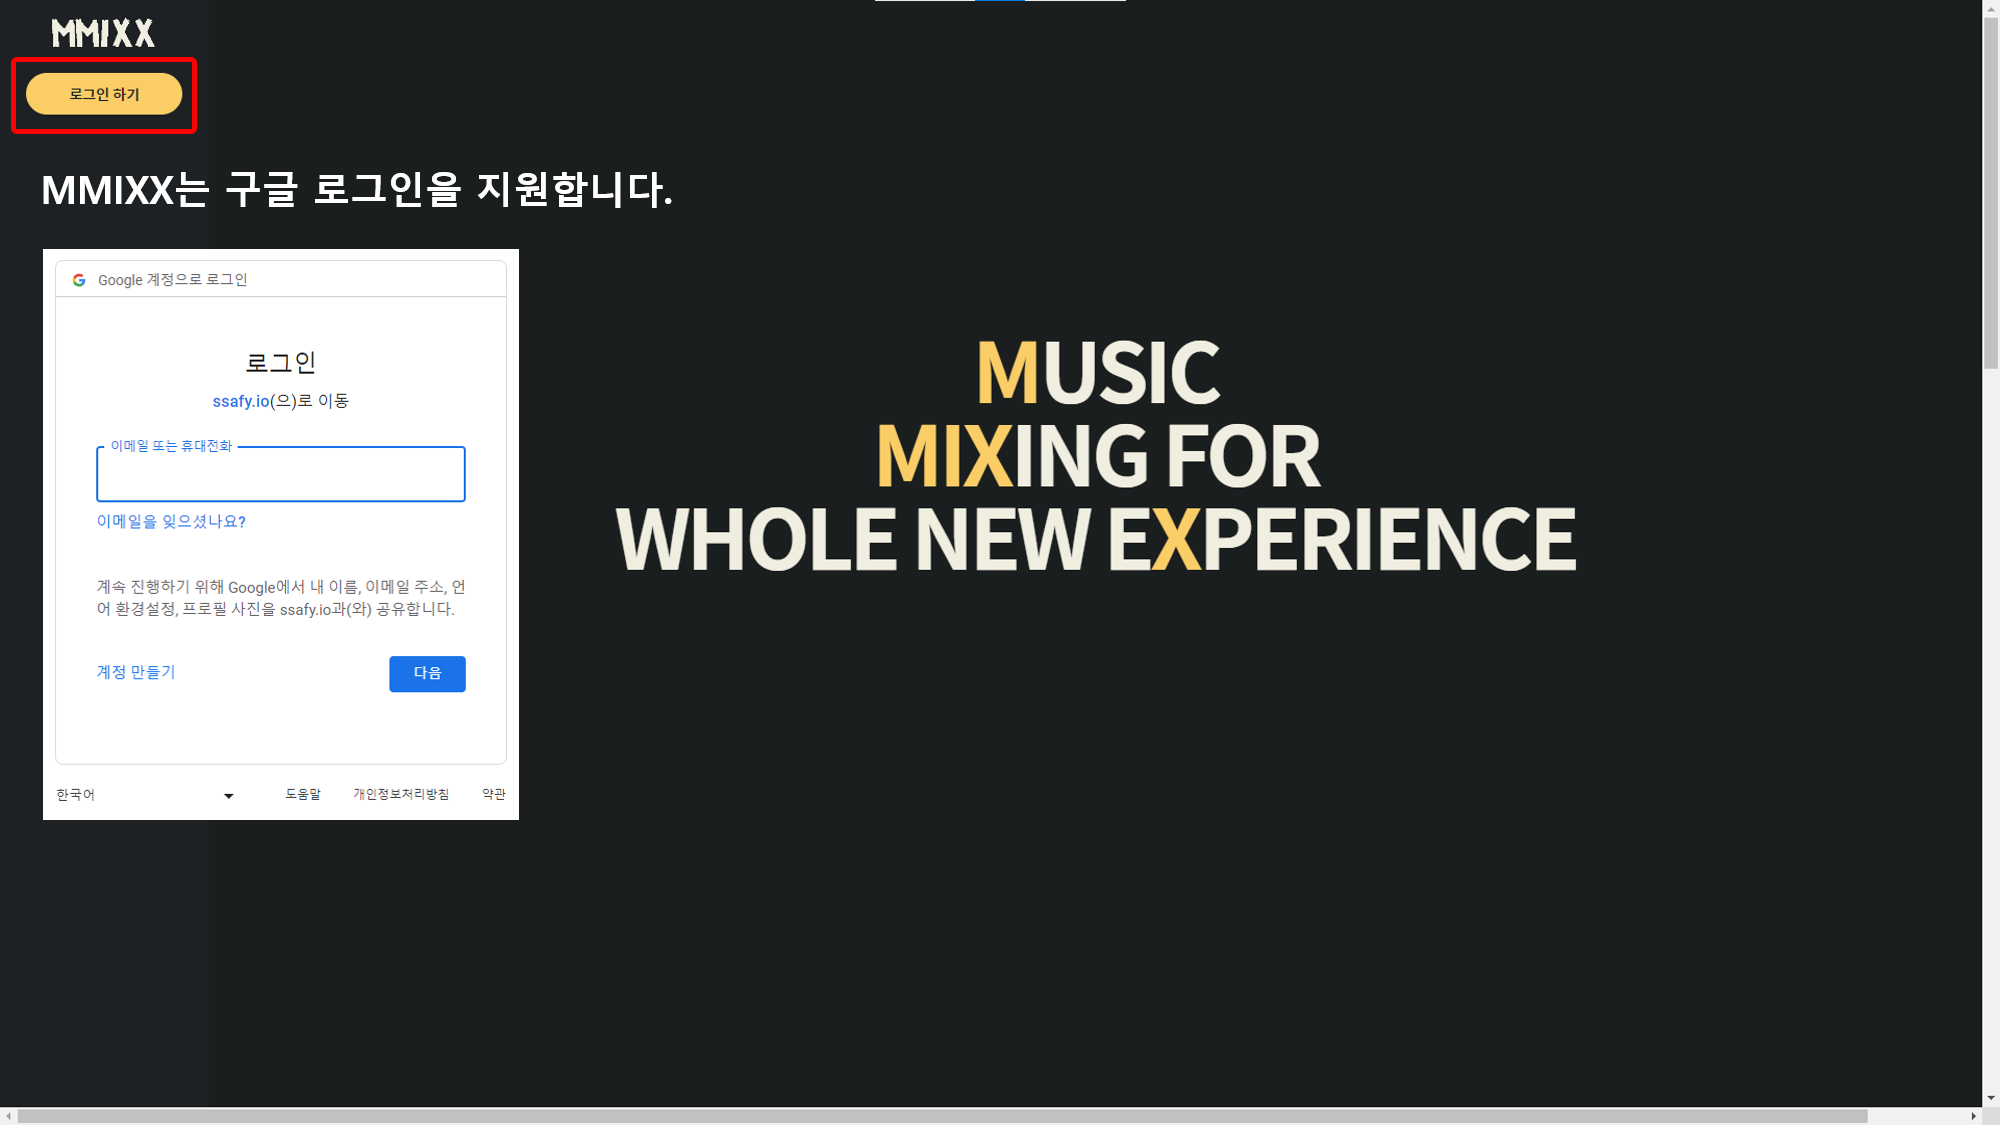 MMIXX
로그인 하기
MMIXX는 구글 로그인을 지원합니다.
Google 계정으로 로그인
로그인
ssafy.io(으)로 이동
이메일 또는 휴대전화
이메일을 잊으셨나요?
계속 진행하기 위해 Google에서 내 이름, 이메일 주소, 언
어 환경설정, 프로필 사진을 ssafy.io과(와) 공유합니다.
계정 만들기
다음
한국어
도움말
개인정보처리방침
약관
MUSIC
MIXING FOR
WHOLE NEW EXPERIENCE